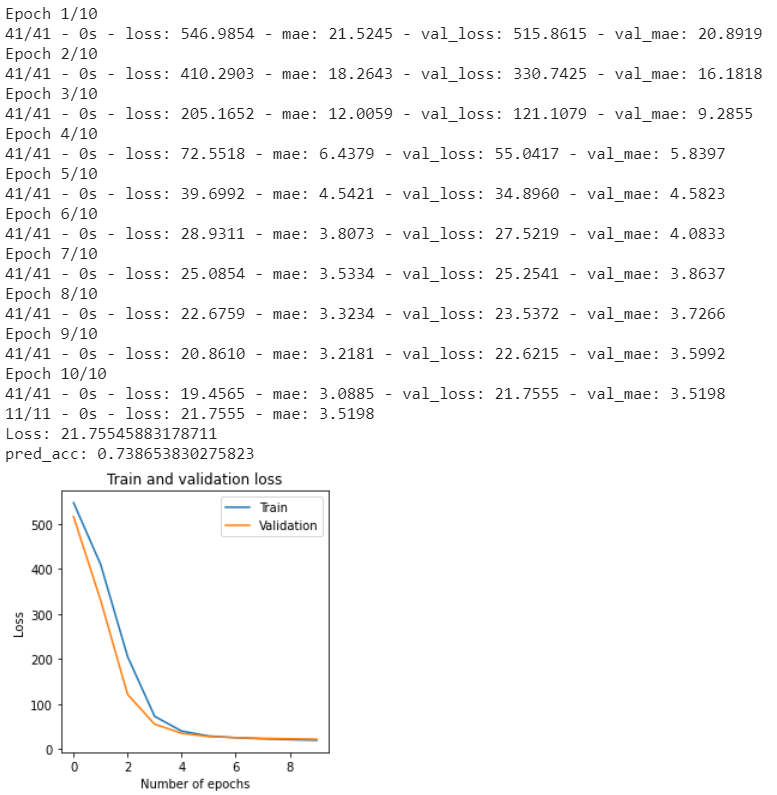 Epoch 1/10
41/41 - 0s - loss: 546.9854 - mae: 21.5245 - val_loss: 515.8615 - val_mae: 20.8919
Epoch 2/10
41/41 - 0s - loss: 410.2903 - mae: 18.2643 - val_loss: 330.7425 - val_mae: 16.1818
Epoch 3/10
41/41 - 0s - loss: 205.1652 - mae: 12.0059 - val_loss: 121.1079 - val_mae: 9.2855
Epoch 4/10
41/41 - 0s - loss: 72.5518 - mae: 6.4379 - val_loss: 55.0417 - val_mae: 5.8397
Epoch 5/10
41/41 - 0s - loss: 39.6992 - mae: 4.5421 - val_loss: 34.8960 - val_mae: 4.5823
Epoch 6/10
41/41 - 0s - loss: 28.9311 - mae: 3.8073 - val_loss: 27.5219 - val_mae: 4.0833
Epoch 7/10
41/41 - 0s - loss: 25.0854 - mae: 3.5334 - val_loss: 25.2541 - val_mae: 3.8637
Epoch 8/10
41/41 - 0s - loss: 22.6759 - mae: 3.3234 - val_loss: 23.5372 - val_mae: 3.7266
Epoch 9/10
41/41 - 0s - loss: 20.8610 - mae: 3.2181 - val_loss: 22.6215 - val_mae: 3.5992
Epoch 10/10
41/41 - 0s - loss: 19.4565 - mae: 3.0885 - val_loss: 21.7555 - val_mae: 3.5198
11/11 - 0s - loss: 21.7555 - mae: 3.5198
Loss: 21.75545883178711
pred_acc: 0.738653830275823
Train and validation loss
Train
Validation
500
400
300
200
100
0
Loss
0 2 4 6 8
Number of epochs